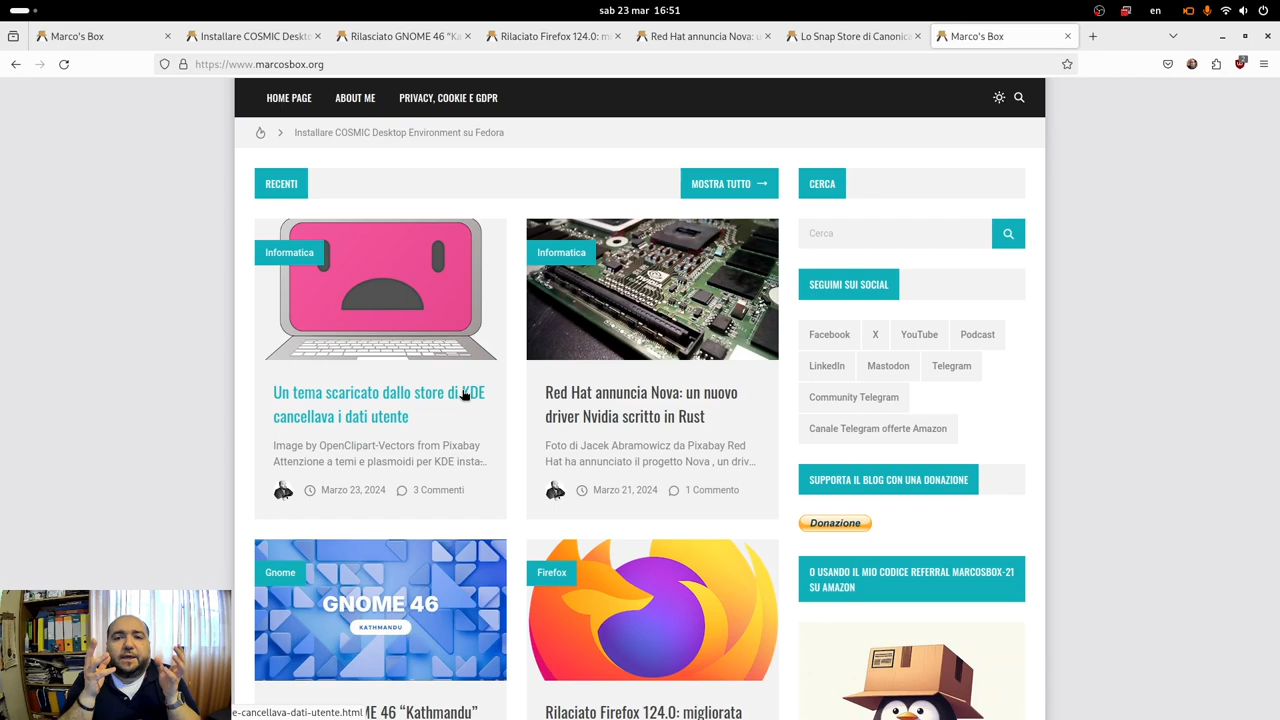 sab 23 mar 16:51
en
Marco's Box
Installare COSMIC Deskto
Rilasciato GNOME 46 “Ka
Rilasciato Firefox 124.0: m
Red Hat annuncia Nova: u
Lo Snap Store di Canonica
Marco's Box
https://www.marcosbox.org
HOME PAGE
ABOUT ME
PRIVACY, COOKIE E GDPR
Installare COSMIC Desktop Environment su Fedora
RECENTI
MOSTRA TUTTO →
Informatica
Un tema scaricato dallo store di KDE
cancellava i dati utente
Image by OpenClipart-Vectors from Pixabay
Attenzione a temi e plasmoidi per KDE insta...
Marzo 23, 2024
3 Commenti
Informatica
Red Hat annuncia Nova: un nuovo
driver Nvidia scritto in Rust
Foto di Jacek Abramowicz da Pixabay Red
Hat ha annunciato il progetto Nova , un driv...
Marzo 21, 2024
1 Commento
Gnome
GNOME 46
KATHMANDU
ME 46 “Kathmandu”
Firefox
Rilaciato Firefox 124.0: migliorata
CERCA
Cerca
SEGUIMI SUI SOCIAL
Facebook
X
YouTube
Podcast
LinkedIn
Mastodon
Telegram
Community Telegram
Canale Telegram offerte Amazon
SUPPORTA IL BLOG CON UNA DONAZIONE
Donazione
O USANDO IL MIO CODICE REFERRAL MARCOSBOX-21
SU AMAZON
e-cancellava-dati-utente.html